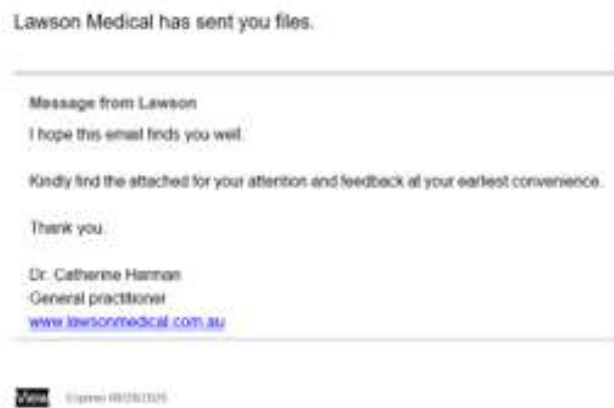 Lawson Medical has sent you files.
Message from Lawson
I hope this email finds you well.
Kindly find the attached for your attention and feedback at your earliest convenience.
Thank you.
Dr. Catherine Harman
General practitioner
www.lawsonmedical.com.au
View Expires